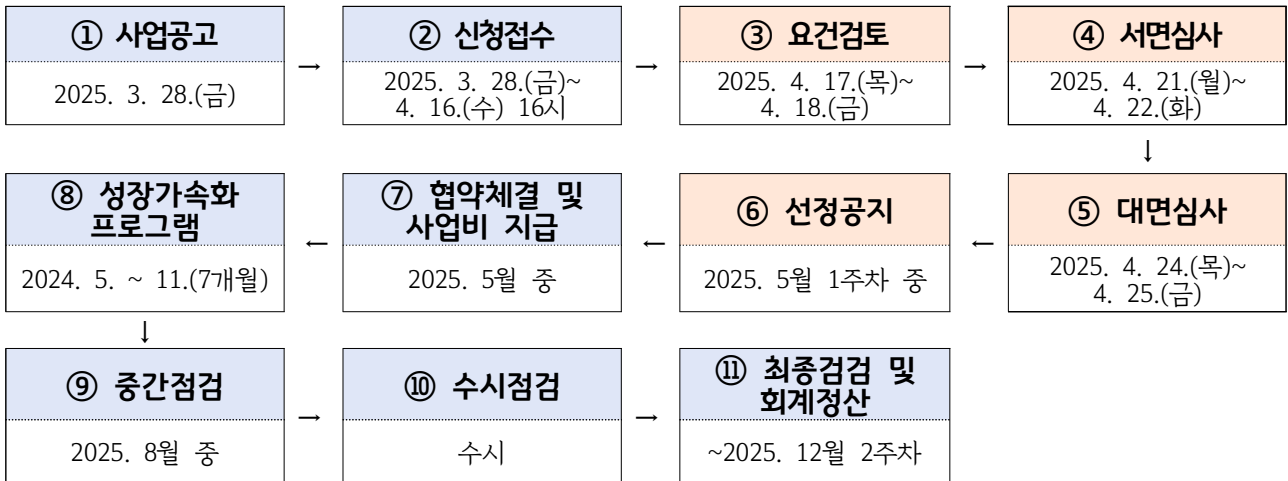 ① 사업공고
2025. 3. 28.(금)
→
② 신청접수
2025. 3. 28.(금)~
4. 16.(수) 16시
→
③ 요건검토
2025. 4. 17.(목)~
4. 18.(금)
→
④ 서면심사
2025. 4. 21.(월)~
4. 22.(화)
↓
⑤ 대면심사
2025. 4. 24.(목)~
4. 25.(금)
←
⑥ 선정공지
2025. 5월 1주차 중
←
⑦ 협약체결 및
사업비 지급
2025. 5월 중
←
⑧ 성장가속화
프로그램
2024. 5. ~ 11.(7개월)
↓
⑨ 중간점검
2025. 8월 중
→
⑩ 수시점검
수시
→
⑪ 최종검검 및
회계정산
~2025. 12월 2주차